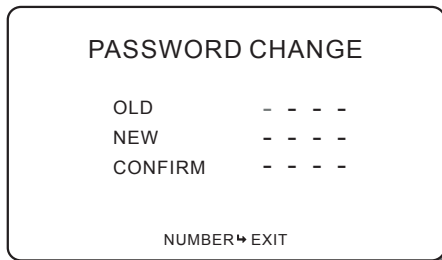 PASSWORD CHANGE
OLD - - - -
NEW - - - -
CONFIRM - - - -
NUMBER↳ EXIT